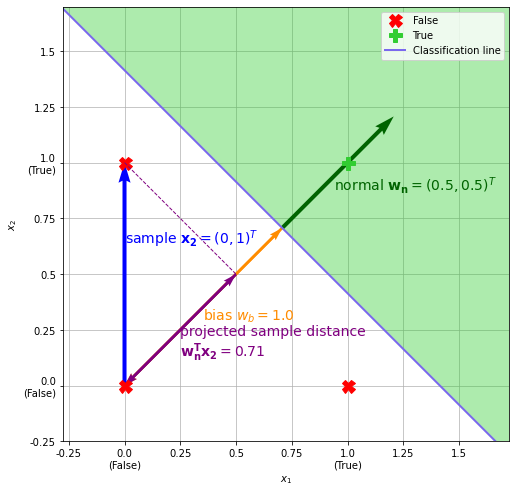 False
True
Classification line
1.5
1.25
1.0
(True)
0.75
0.5
0.25
0.0
(False)
-0.25
x₂
normal wₙ = (0.5, 0.5)ᵀ
sample x₂ = (0, 1)ᵀ
bias w_b = 1.0
projected sample distance
wₙᵀx₂ = 0.71
-0.25
0.0
(False)
0.25
0.5
0.75
1.0
(True)
1.25
1.5
x₁